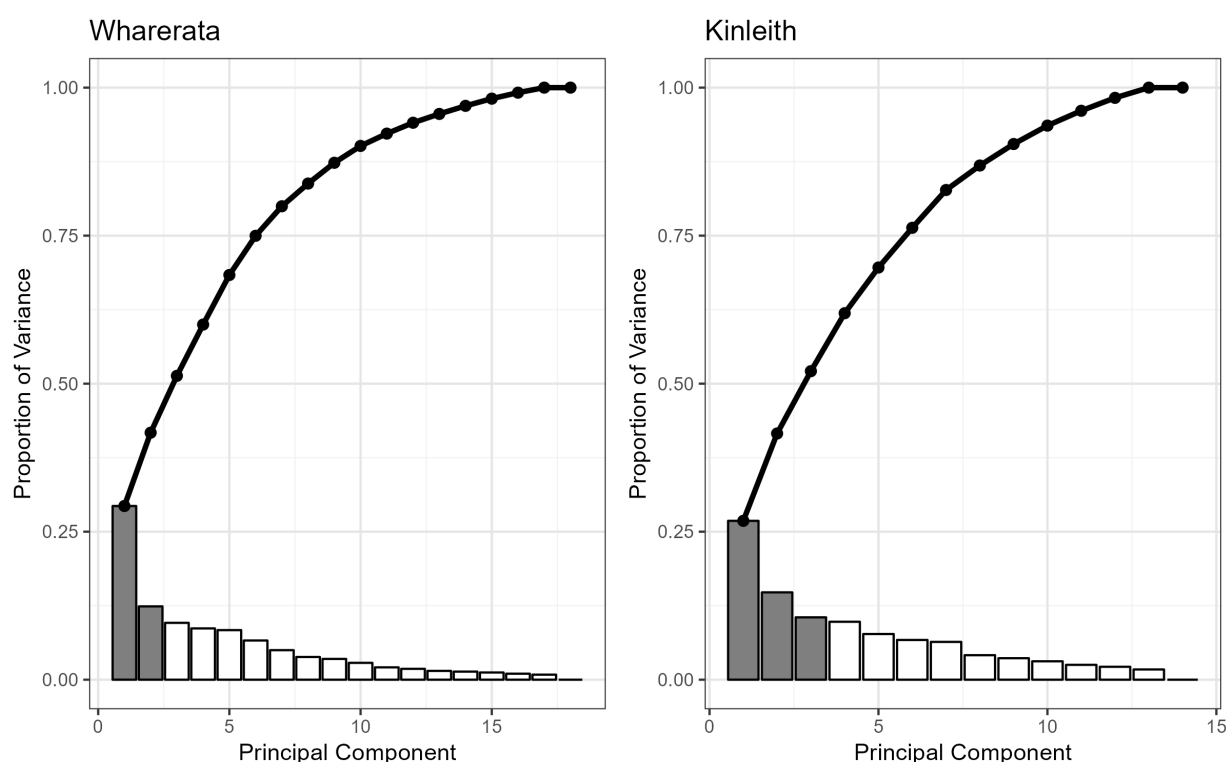 Wharerata
Proportion of Variance
1.00
0.75
0.50
0.25
0.00
0 5 10 15
Principal Component
Kinleith
Proportion of Variance
1.00
0.75
0.50
0.25
0.00
0 5 10 15
Principal Component